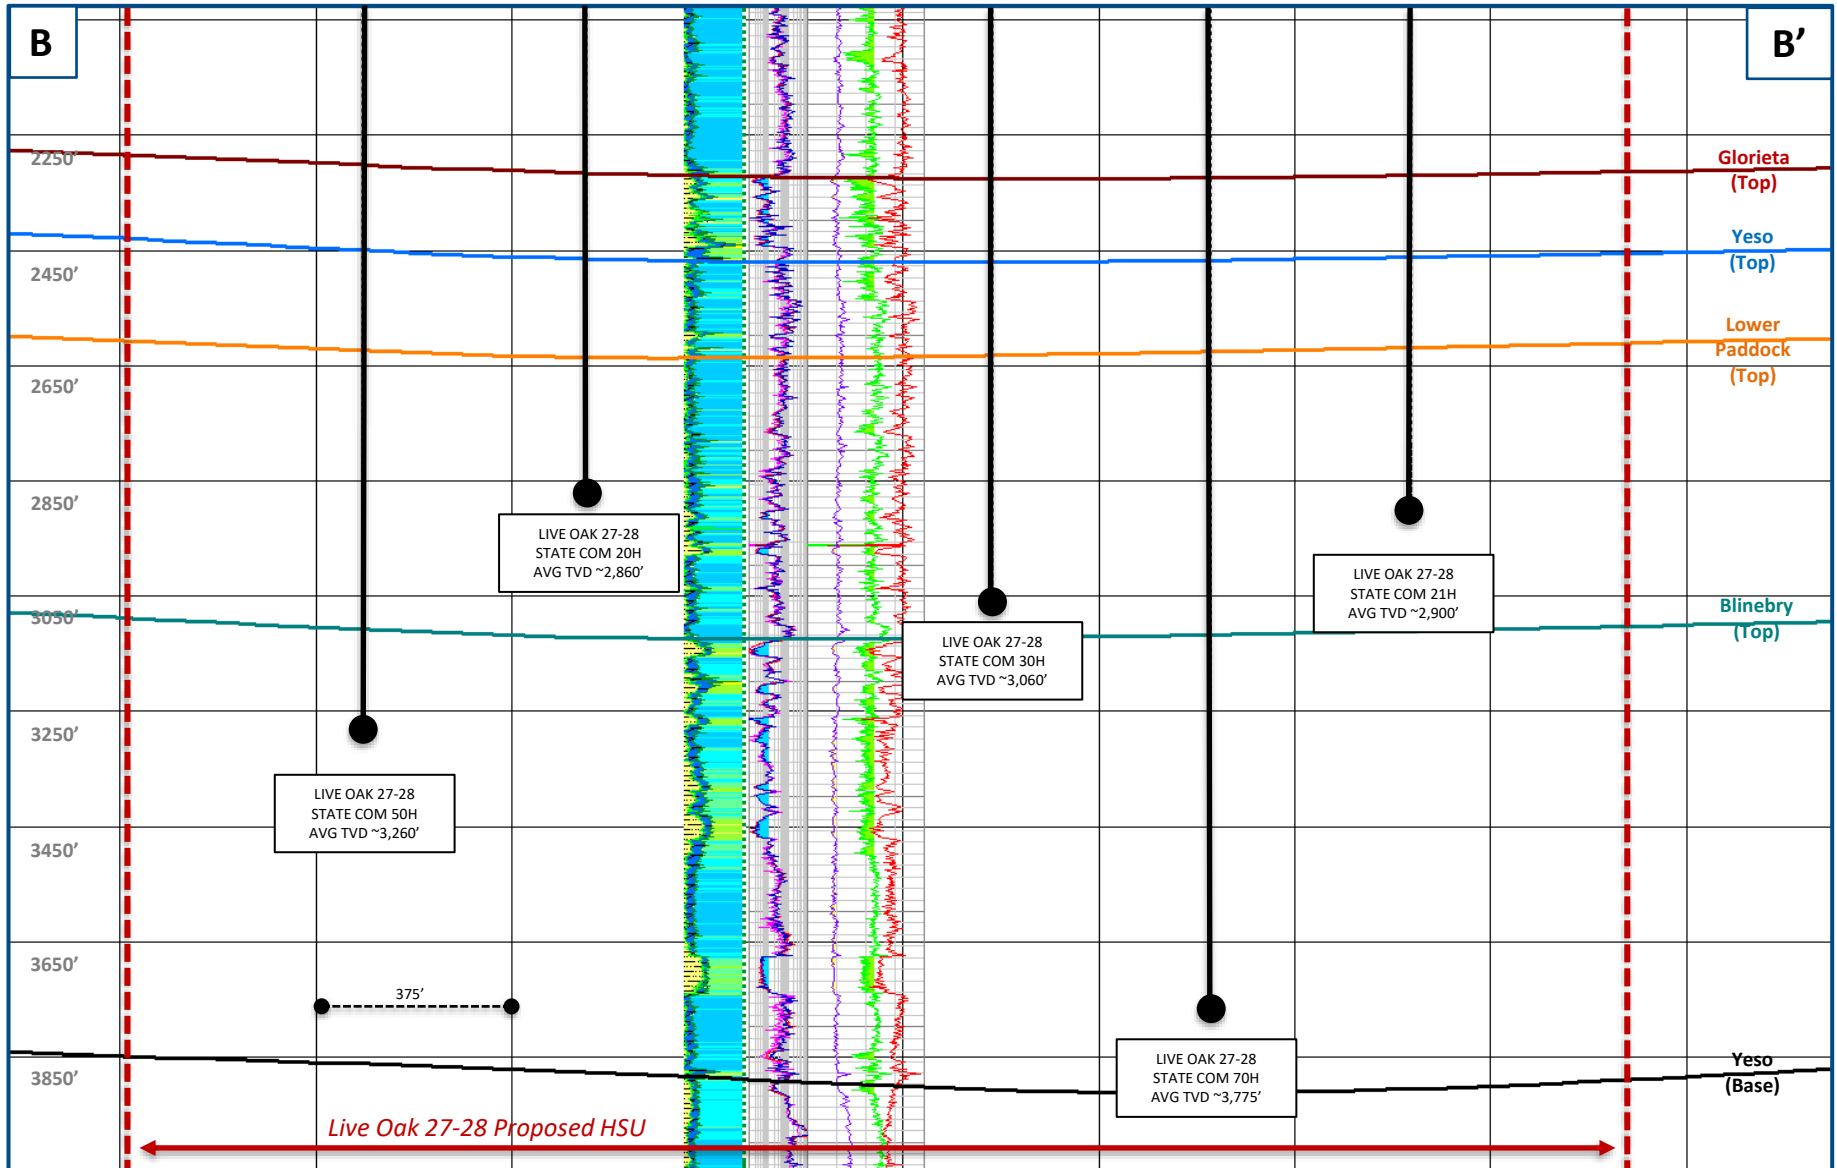 B
B’
2250’
Glorieta
(Top)
Yeso
(Top)
2450’
Lower
Paddock
(Top)
2650’
2850’
LIVE OAK 27-28
STATE COM 20H
AVG TVD ~2,860’
LIVE OAK 27-28
STATE COM 21H
AVG TVD ~2,900’
3050’
Blinebry
(Top)
LIVE OAK 27-28
STATE COM 30H
AVG TVD ~3,060’
3250’
LIVE OAK 27-28
STATE COM 50H
AVG TVD ~3,260’
3450’
3650’
375’
LIVE OAK 27-28
STATE COM 70H
AVG TVD ~3,775’
Yeso
(Base)
3850’
Live Oak 27-28 Proposed HSU